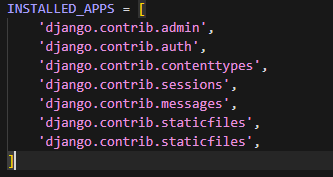 INSTALLED_APPS = [
    'django.contrib.admin',
    'django.contrib.auth',
    'django.contrib.contenttypes',
    'django.contrib.sessions',
    'django.contrib.messages',
    'django.contrib.staticfiles',
    'django.contrib.staticfiles',
]